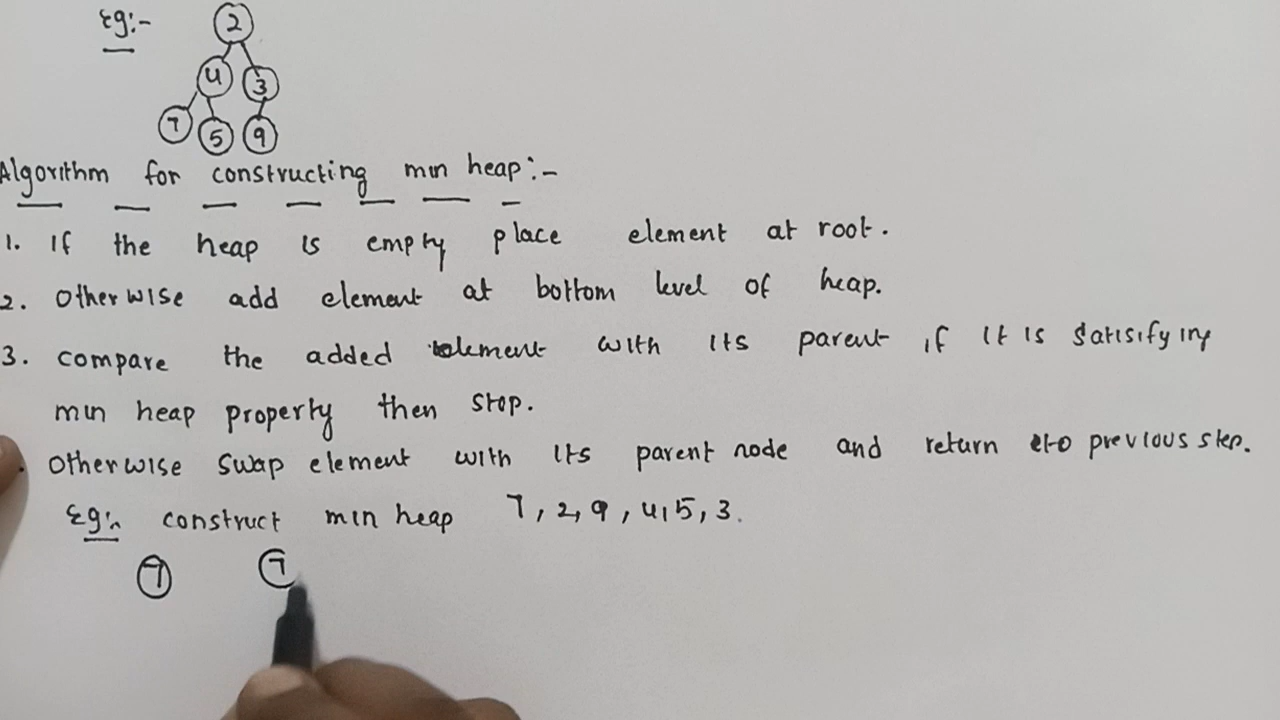 Eg:-
2
4 3
7 5 9
Algorithm for constructing min heap:-
1. If the heap is empty place element at root.
2. Otherwise add element at bottom level of heap.
3. compare the added element with its parent if it is satisifying
min heap property then stop.
Otherwise swap element with its parent node and return to previous step.
Eg:- construct min heap 7, 2, 9, 4, 5, 3.
7 7